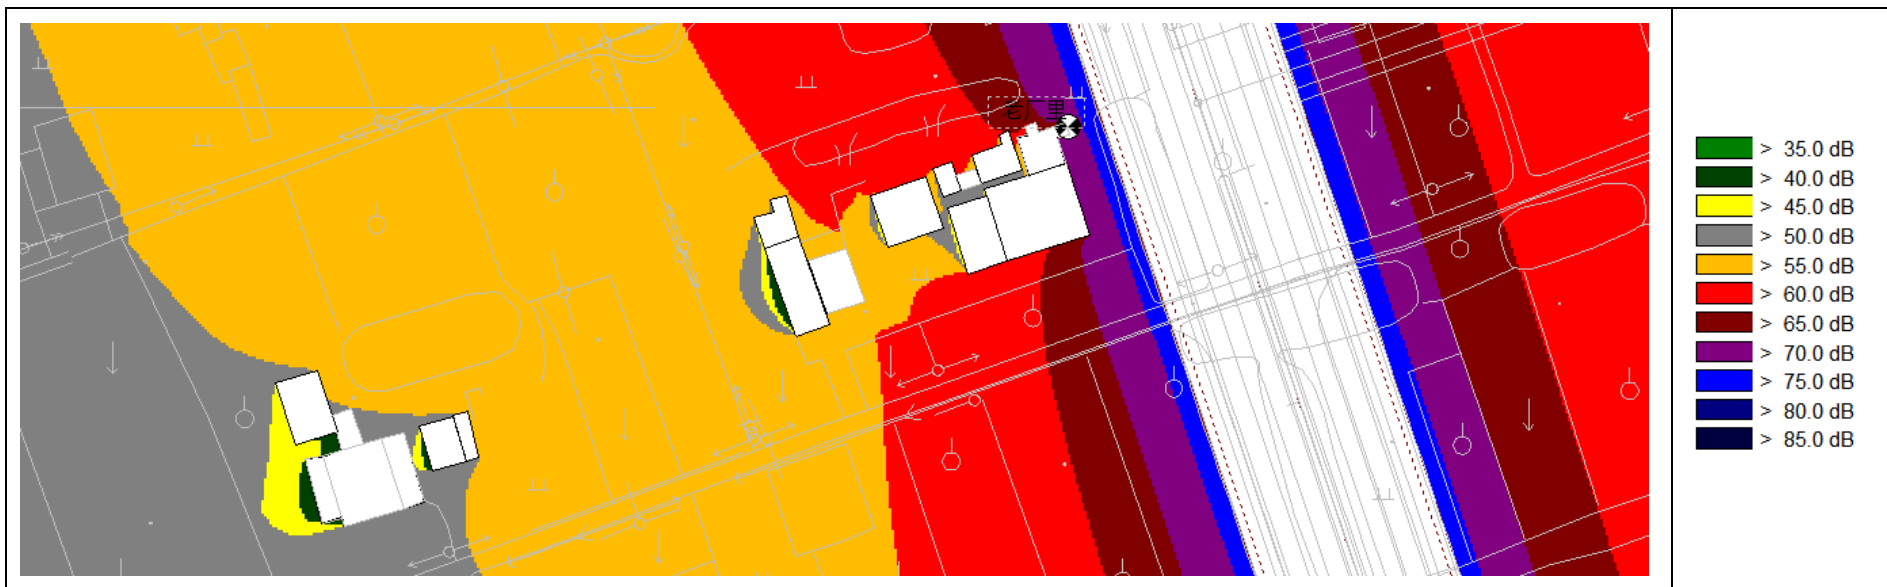 老厂里
> 35.0 dB
> 40.0 dB
> 45.0 dB
> 50.0 dB
> 55.0 dB
> 60.0 dB
> 65.0 dB
> 70.0 dB
> 75.0 dB
> 80.0 dB
> 85.0 dB